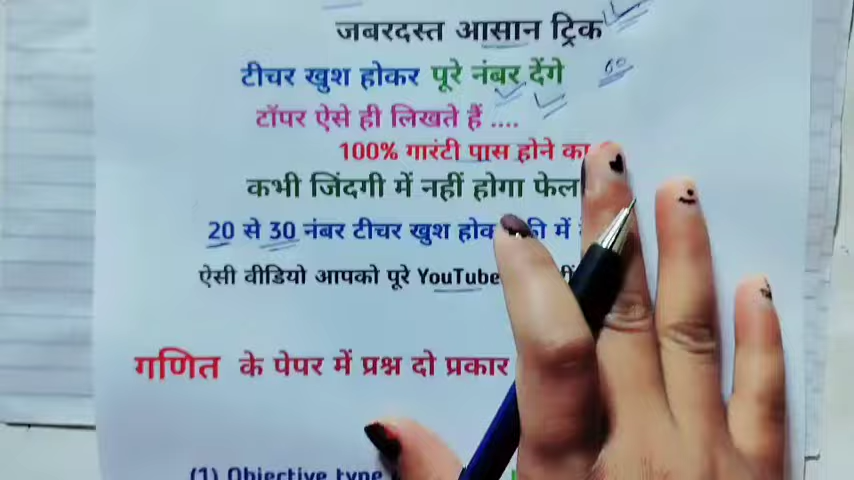 जबरदस्त आसान ट्रिक
टीचर खुश होकर पूरे नंबर देंगे 60
टॉपर ऐसे ही लिखते हैं ....
100% गारंटी पास होने का
कभी जिंदगी में नहीं होगा फेल
20 से 30 नंबर टीचर खुश में
ऐसी वीडियो आपको पूरे YouTube
गणित के पेपर में प्रश्न दो प्रकार
(1) Objective type